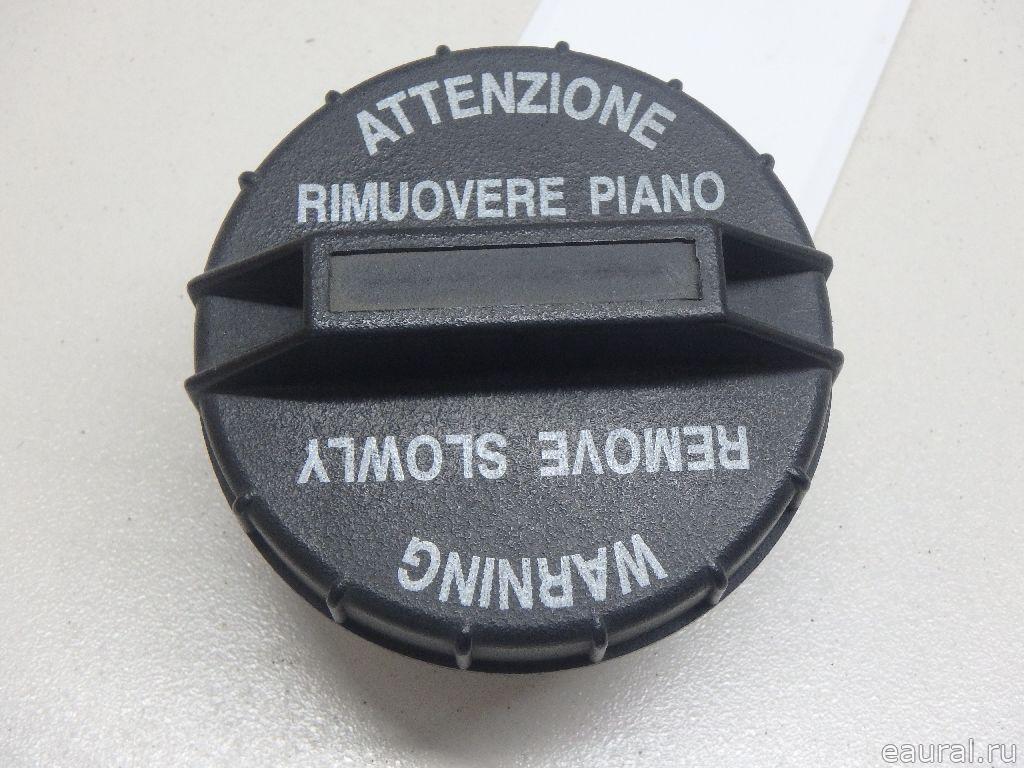 ATTENZIONE
RIMUOVERE PIANO
WARNING
REMOVE SLOWLY
eaural.ru